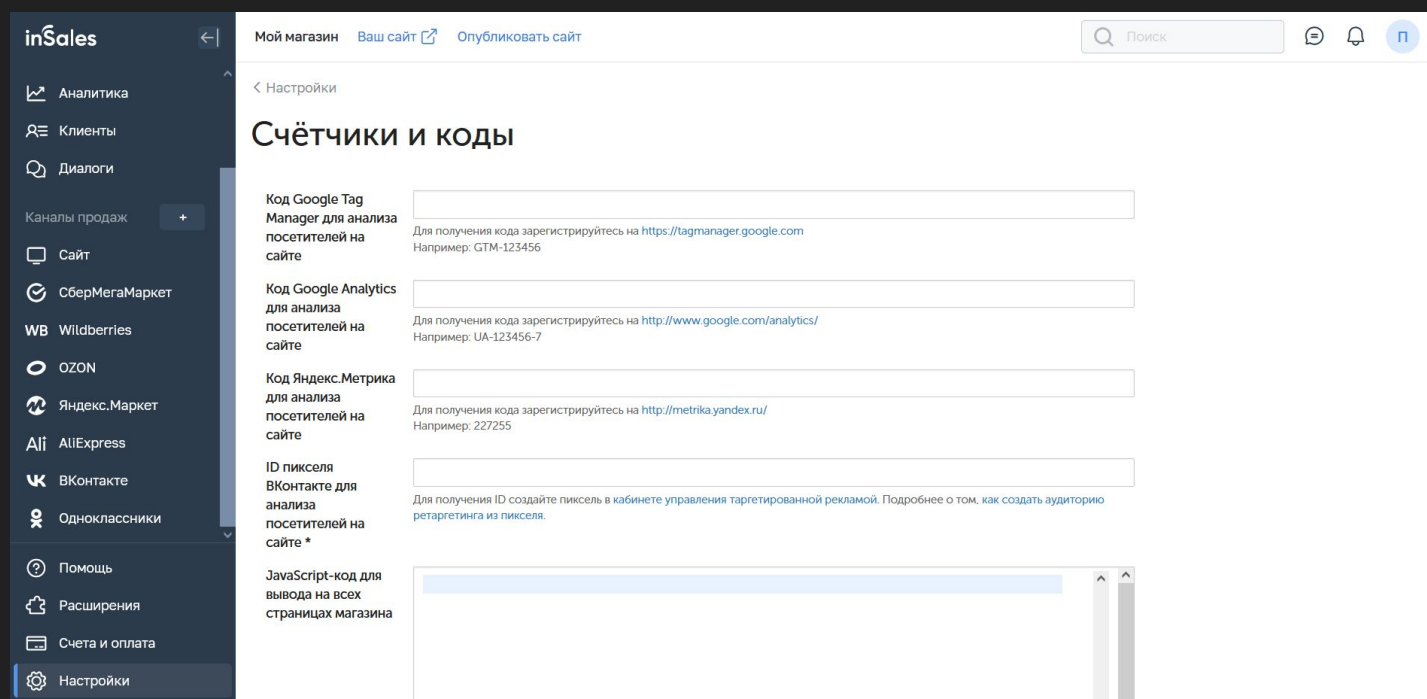 inSales
Мой магазин
Ваш сайт
Опубликовать сайт
Поиск
П
Аналитика
Клиенты
Диалоги
Каналы продаж
+
Сайт
СберМегаМаркет
WB Wildberries
OZON
Яндекс.Маркет
Ali AliExpress
ВКонтакте
Одноклассники
Помощь
Расширения
Счета и оплата
Настройки
Настройки
Счётчики и коды
Код Google Tag
Manager для анализа
посетителей на
сайте
Для получения кода зарегистрируйтесь на https://tagmanager.google.com
Например: GTM-123456
Код Google Analytics
для анализа
посетителей на
сайте
Для получения кода зарегистрируйтесь на http://www.google.com/analytics/
Например: UA-123456-7
Код Яндекс.Метрика
для анализа
посетителей на
сайте
Для получения кода зарегистрируйтесь на http://metrika.yandex.ru/
Например: 227255
ID пикселя
ВКонтакте для
анализа
посетителей на
сайте *
Для получения ID создайте пиксель в кабинете управления таргетированной рекламой. Подробнее о том, как создать аудиторию
ретаргетинга из пикселя.
JavaScript-код для
вывода на всех
страницах магазина